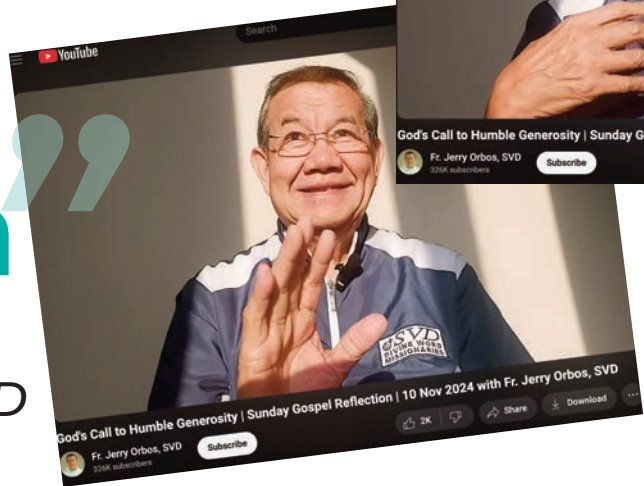 YouTube
Search
SVD
DIVINE WORD
MISSIONARIES
God's Call to Humble Generosity | Sunday Gospel Reflection | 10 Nov 2024 with Fr. Jerry Orbos, SVD
Fr. Jerry Orbos, SVD
326K subscribers
Subscribe
2K
Share
Download
God's Call to Humble Generosity | Sunday G
Fr. Jerry Orbos, SVD
326K subscribers
Subscribe
”
D